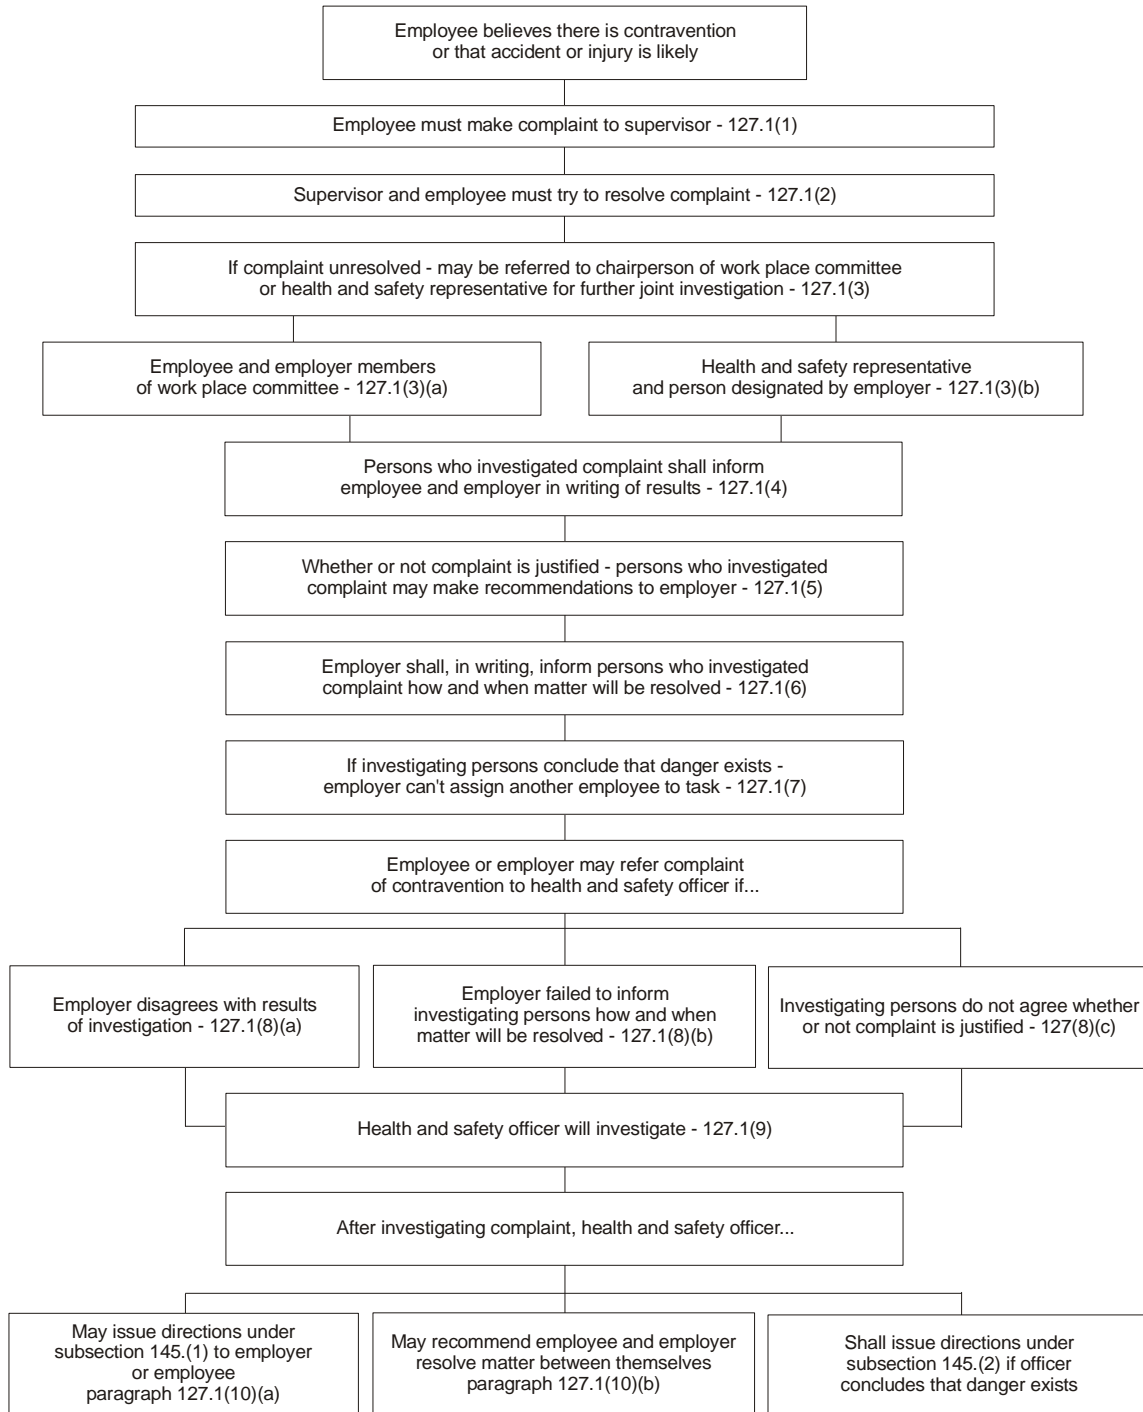 Employee believes there is contravention
or that accident or injury is likely
Employee must make complaint to supervisor - 127.1(1)
Supervisor and employee must try to resolve complaint - 127.1(2)
If complaint unresolved - may be referred to chairperson of work place committee
or health and safety representative for further joint investigation - 127.1(3)
Employee and employer members
of work place committee - 127.1(3)(a)
Health and safety representative
and person designated by employer - 127.1(3)(b)
Persons who investigated complaint shall inform
employee and employer in writing of results - 127.1(4)
Whether or not complaint is justified - persons who investigated
complaint may make recommendations to employer - 127.1(5)
Employer shall, in writing, inform persons who investigated
complaint how and when matter will be resolved - 127.1(6)
If investigating persons conclude that danger exists -
employer can't assign another employee to task - 127.1(7)
Employee or employer may refer complaint
of contravention to health and safety officer if...
Employer disagrees with results
of investigation - 127.1(8)(a)
Employer failed to inform
investigating persons how and when
matter will be resolved - 127.1(8)(b)
Investigating persons do not agree whether
or not complaint is justified - 127(8)(c)
Health and safety officer will investigate - 127.1(9)
After investigating complaint, health and safety officer...
May issue directions under
subsection 145.(1) to employer
or employee
paragraph 127.1(10)(a)
May recommend employee and employer
resolve matter between themselves
paragraph 127.1(10)(b)
Shall issue directions under
subsection 145.(2) if officer
concludes that danger exists